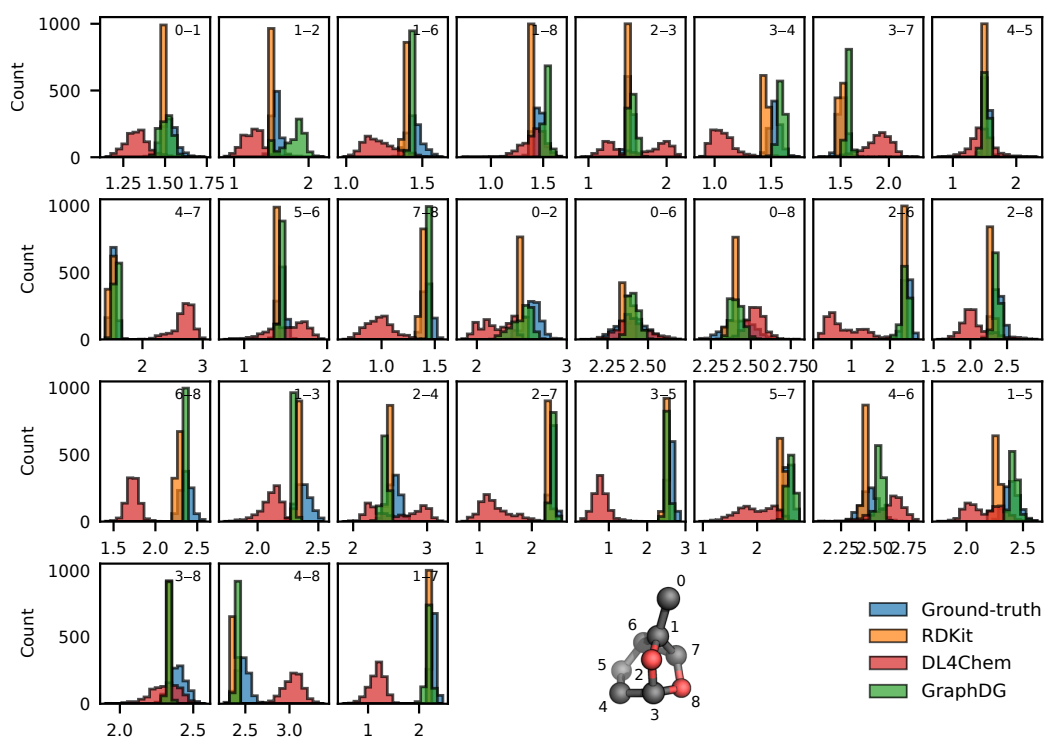 1000
500
0
Count
0–1 1–2 1–6 1–8 2–3 3–4 3–7 4–5
1.25 1.50 1.75 1 2 1.0 1.5 1.0 1.5 1 2 1.0 1.5 1.5 2.0 1 2
1000
500
0
Count
4–7 5–6 7–8 0–2 0–6 0–8 2–6 2–8
2 3 1 2 1.0 1.5 2 3 2.25 2.50 2.25 2.50 2.75 0 1 2 1.5 2.0 2.5
1000
500
0
Count
6–8 1–3 2–4 2–7 3–5 5–7 4–6 1–5
1.5 2.0 2.5 2.0 2.5 2 3 1 2 1 2 3 1 2 2.25 2.50 2.75 2.0 2.5
1000
500
0
Count
3–8 4–8 1–7
2.0 2.5 2.5 3.0 1 2
0
6 1
7
5 2
4 3 8
Ground-truth
RDKit
DL4Chem
GraphDG